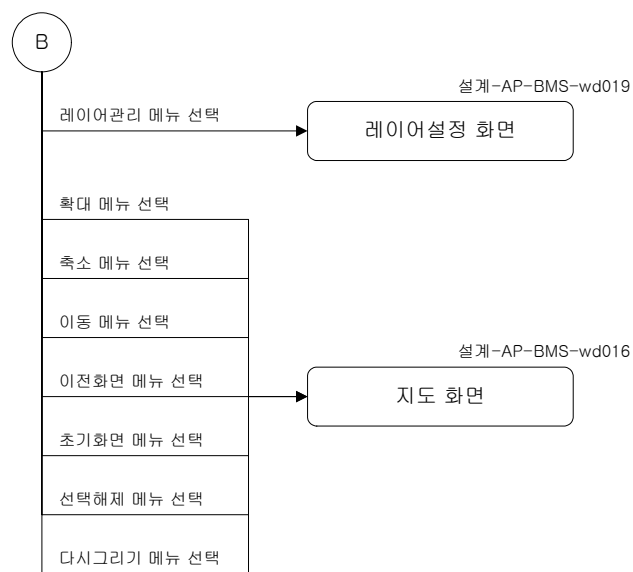 B
설계-AP-BMS-wd019
레이어관리 메뉴 선택
레이어설정 화면
확대 메뉴 선택
축소 메뉴 선택
이동 메뉴 선택
설계-AP-BMS-wd016
이전화면 메뉴 선택
지도 화면
초기화면 메뉴 선택
선택해제 메뉴 선택
다시그리기 메뉴 선택